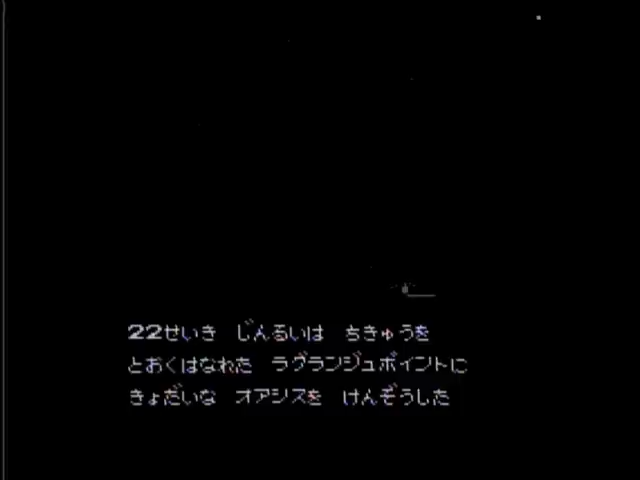 22せいき じんるいは ちきゅうを
とおくはなれた ラグランジュポイントに
きょだいな オアシスを けんぞうした